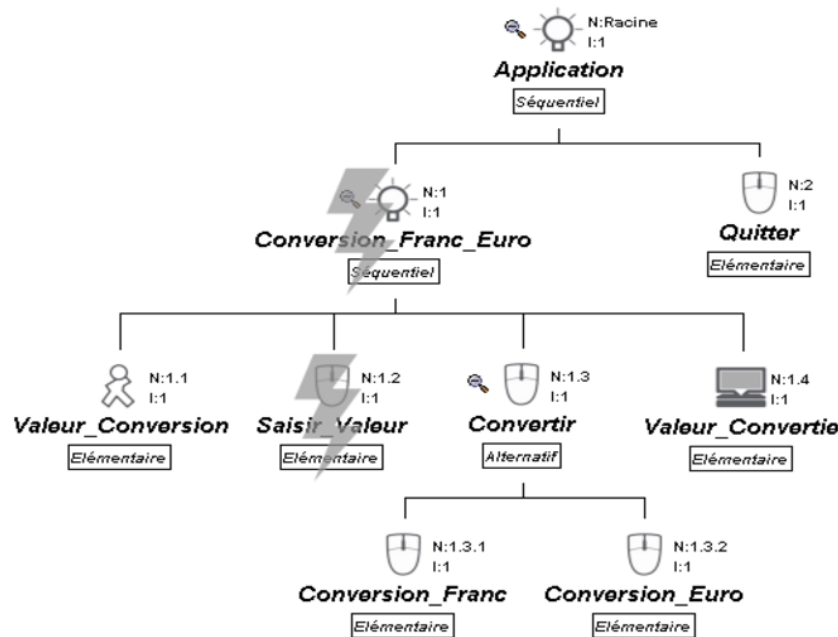 N:Racine
I:1
Application
Séquentiel
N:1
I:1
Conversion_Franc_Euro
Séquentiel
N:2
I:1
Quitter
Elémentaire
N:1.1
I:1
Valeur_Conversion
Elémentaire
N:1.2
I:1
Saisir_Valeur
Elémentaire
N:1.3
I:1
Convertir
Alternatif
N:1.4
I:1
Valeur_Convertie
Elémentaire
N:1.3.1
I:1
Conversion_Franc
Elémentaire
N:1.3.2
I:1
Conversion_Euro
Elémentaire